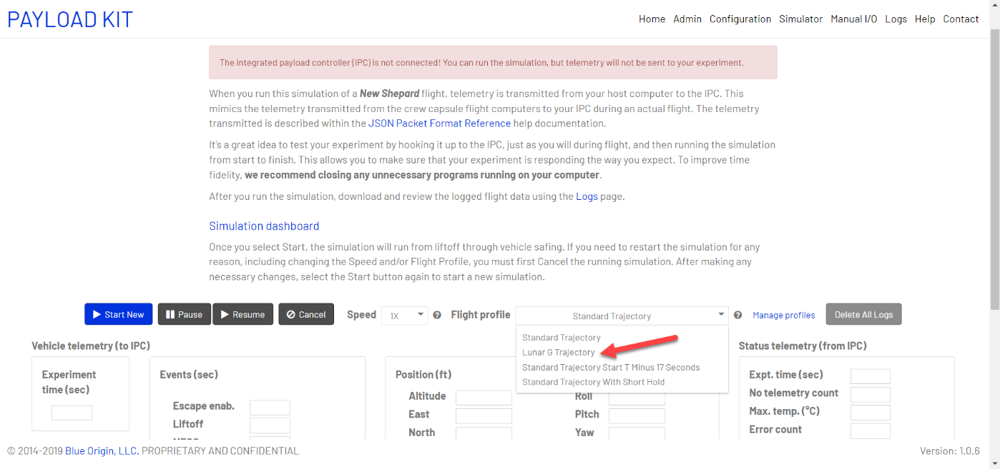 PAYLOAD KIT
Home Admin Configuration Simulator Manual I/O Logs Help Contact
The integrated payload controller (IPC) is not connected! You can run the simulation, but telemetry will not be sent to your experiment.
When you run this simulation of a New Shepard flight, telemetry is transmitted from your host computer to the IPC. This
mimics the telemetry transmitted from the crew capsule flight computers to your IPC during an actual flight. The telemetry
transmitted is described within the JSON Packet Format Reference help documentation.
It's a great idea to test your experiment by hooking it up to the IPC, just as you will during flight, and then running the simulation
from start to finish. This allows you to make sure that your experiment is responding the way you expect. To improve time
fidelity, we recommend closing any unnecessary programs running on your computer.
After you run the simulation, download and review the logged flight data using the Logs page.
Simulation dashboard
Once you select Start, the simulation will run from liftoff through vehicle safing. If you need to restart the simulation for any
reason, including changing the Speed and/or Flight Profile, you must first Cancel the running simulation. After making any
necessary changes, select the Start button again to start a new simulation.
Start New Pause Resume Cancel Speed 1X ? Flight profile Standard Trajectory ? Manage profiles Delete All Logs
Standard Trajectory
Lunar G Trajectory
Standard Trajectory Start T Minus 17 Seconds
Standard Trajectory With Short Hold
Vehicle telemetry (to IPC)
Experiment
time (sec)
Events (sec)
Escape enab.
Liftoff
Position (ft)
Altitude
East
North
Roll
Pitch
Yaw
Status telemetry (from IPC)
Expt. time (sec)
No telemetry count
Max. temp. (°C)
Error count
© 2014-2019 Blue Origin, LLC. PROPRIETARY AND CONFIDENTIAL
Version: 1.0.6